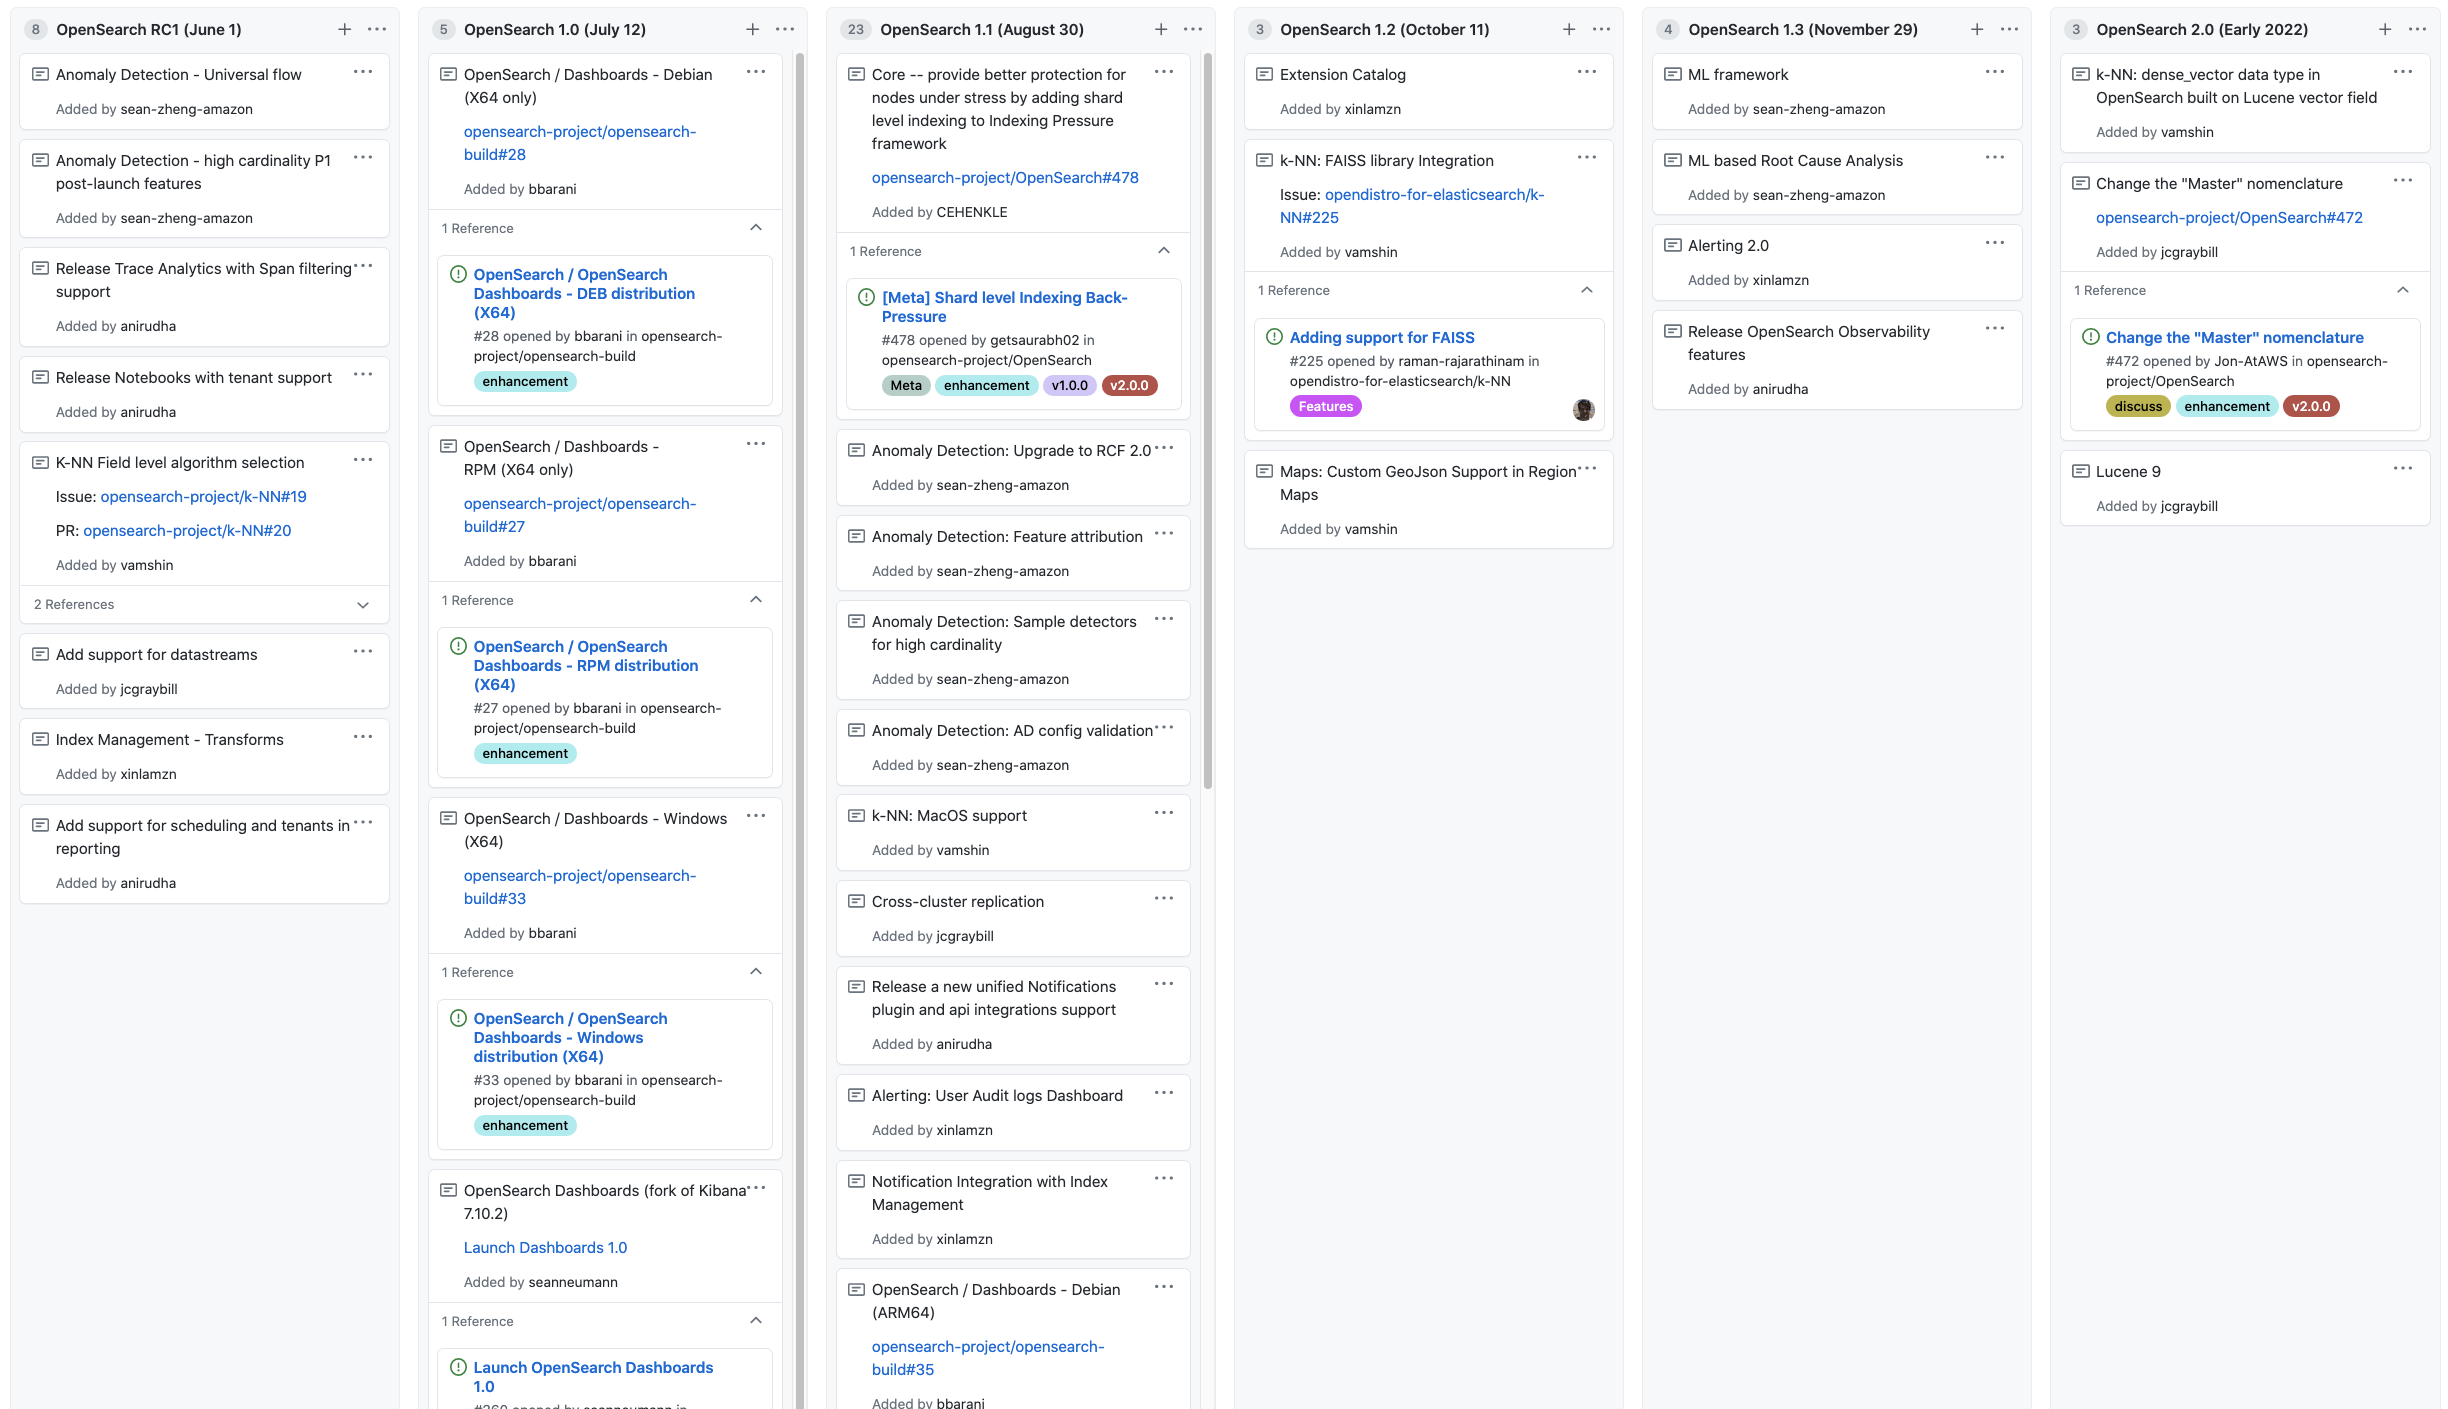 8 OpenSearch RC1 (June 1)
Anomaly Detection - Universal flow
Added by sean-zheng-amazon
Anomaly Detection - high cardinality P1
post-launch features
Added by sean-zheng-amazon
Release Trace Analytics with Span filtering
support
Added by anirudha
Release Notebooks with tenant support
Added by anirudha
K-NN Field level algorithm selection
Issue: opensearch-project/k-NN#19
PR: opensearch-project/k-NN#20
Added by vamshin
2 References
Add support for datastreams
Added by jcgraybill
Index Management - Transforms
Added by xinlamzn
Add support for scheduling and tenants in
reporting
Added by anirudha
5 OpenSearch 1.0 (July 12)
OpenSearch / Dashboards - Debian
(X64 only)
opensearch-project/opensearch-
build#28
Added by bbarani
1 Reference
OpenSearch / OpenSearch
Dashboards - DEB distribution
(X64)
#28 opened by bbarani in opensearch-
project/opensearch-build
enhancement
OpenSearch / Dashboards -
RPM (X64 only)
opensearch-project/opensearch-
build#27
Added by bbarani
1 Reference
OpenSearch / OpenSearch
Dashboards - RPM distribution
(X64)
#27 opened by bbarani in opensearch-
project/opensearch-build
enhancement
OpenSearch / Dashboards - Windows
(X64)
opensearch-project/opensearch-
build#33
Added by bbarani
1 Reference
OpenSearch / OpenSearch
Dashboards - Windows
distribution (X64)
#33 opened by bbarani in opensearch-
project/opensearch-build
enhancement
OpenSearch Dashboards (fork of Kibana
7.10.2)
Launch Dashboards 1.0
Added by seanneumann
1 Reference
Launch OpenSearch Dashboards
1.0
opened by seanneumann in
23 OpenSearch 1.1 (August 30)
Core -- provide better protection for
nodes under stress by adding shard
level indexing to Indexing Pressure
framework
opensearch-project/OpenSearch#478
Added by CEHENKLE
1 Reference
[Meta] Shard level Indexing Back-
Pressure
#478 opened by getsaurabh02 in
opensearch-project/OpenSearch
Meta enhancement v1.0.0 v2.0.0
Anomaly Detection: Upgrade to RCF 2.0
Added by sean-zheng-amazon
Anomaly Detection: Feature attribution
Added by sean-zheng-amazon
Anomaly Detection: Sample detectors
for high cardinality
Added by sean-zheng-amazon
Anomaly Detection: AD config validation
Added by sean-zheng-amazon
k-NN: MacOS support
Added by vamshin
Cross-cluster replication
Added by jcgraybill
Release a new unified Notifications
plugin and api integrations support
Added by anirudha
Alerting: User Audit logs Dashboard
Added by xinlamzn
Notification Integration with Index
Management
Added by xinlamzn
OpenSearch / Dashboards - Debian
(ARM64)
opensearch-project/opensearch-
build#35
Added by bbarani
3 OpenSearch 1.2 (October 11)
Extension Catalog
Added by xinlamzn
k-NN: FAISS library Integration
Issue: opendistro-for-elasticsearch/k-
NN#225
Added by vamshin
1 Reference
Adding support for FAISS
#225 opened by raman-rajarathinam in
opendistro-for-elasticsearch/k-NN
Features
Maps: Custom GeoJson Support in Region
Maps
Added by vamshin
4 OpenSearch 1.3 (November 29)
ML framework
Added by sean-zheng-amazon
ML based Root Cause Analysis
Added by sean-zheng-amazon
Alerting 2.0
Added by xinlamzn
Release OpenSearch Observability
features
Added by anirudha
3 OpenSearch 2.0 (Early 2022)
k-NN: dense_vector data type in
OpenSearch built on Lucene vector field
Added by vamshin
Change the "Master" nomenclature
opensearch-project/OpenSearch#472
Added by jcgraybill
1 Reference
Change the "Master" nomenclature
#472 opened by Jon-AtAWS in opensearch-
project/OpenSearch
discuss enhancement v2.0.0
Lucene 9
Added by jcgraybill